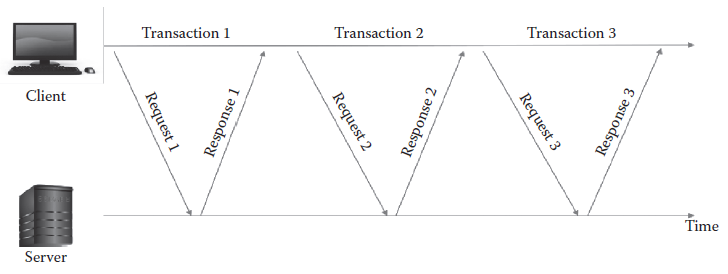 Transaction 1
Transaction 2
Transaction 3
Client
Request 1
Response 1
Request 2
Response 2
Request 3
Response 3
Time
Server